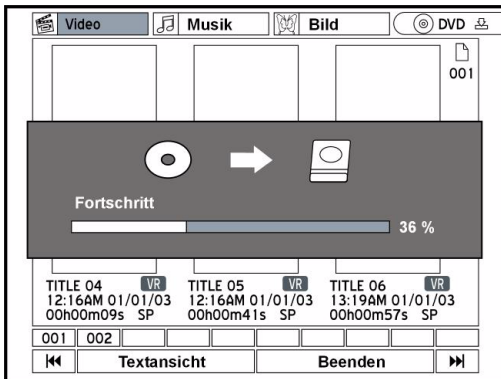 Video Musik Bild DVD
001
Fortschritt
36 %
TITLE 04 VR TITLE 05 VR TITLE 06 VR
12:16AM 01/01/03 12:16AM 01/01/03 13:19AM 01/01/03
00h00m09s SP 00h00m41s SP 00h00m57s SP
001 002
Textansicht Beenden